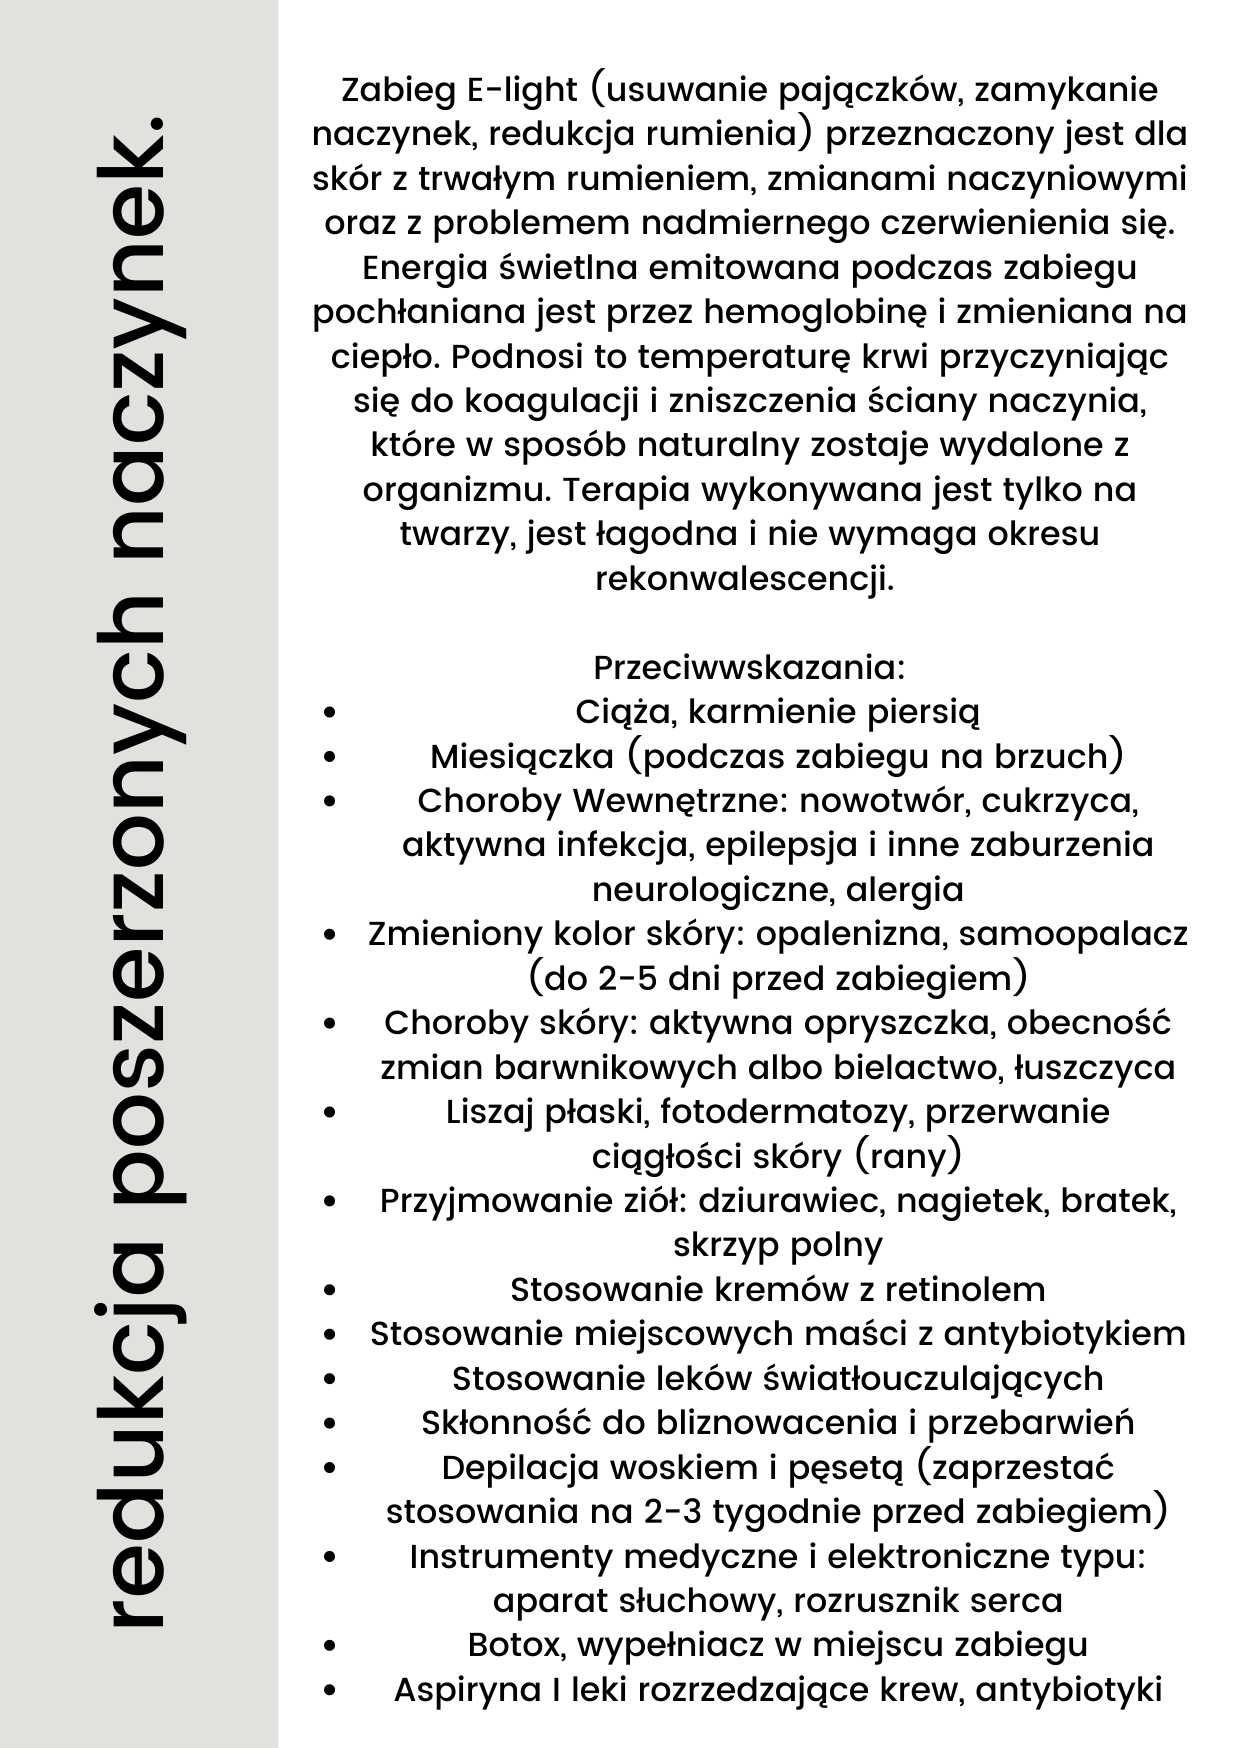 redukcja poszerzonych naczynek.
Zabieg E-light (usuwanie pajączków, zamykanie
naczynek, redukcja rumienia) przeznaczony jest dla
skór z trwałym rumieniem, zmianami naczyniowymi
oraz z problemem nadmiernego czerwienienia się.
Energia świetlna emitowana podczas zabiegu
pochłaniana jest przez hemoglobinę i zmieniana na
ciepło. Podnosi to temperaturę krwi przyczyniając
się do koagulacji i zniszczenia ściany naczynia,
które w sposób naturalny zostaje wydalone z
organizmu. Terapia wykonywana jest tylko na
twarzy, jest łagodna i nie wymaga okresu
rekonwalescencji.
Przeciwwskazania:
• Ciąża, karmienie piersią
• Miesiączka (podczas zabiegu na brzuch)
• Choroby Wewnętrzne: nowotwór, cukrzyca,
aktywna infekcja, epilepsja i inne zaburzenia
neurologiczne, alergia
• Zmieniony kolor skóry: opalenizna, samoopalacz
(do 2-5 dni przed zabiegiem)
• Choroby skóry: aktywna opryszczka, obecność
zmian barwnikowych albo bielactwo, łuszczyca
• Liszaj płaski, fotodermatozy, przerwanie
ciągłości skóry (rany)
• Przyjmowanie ziół: dziurawiec, nagietek, bratek,
skrzyp polny
• Stosowanie kremów z retinolem
• Stosowanie miejscowych maści z antybiotykiem
• Stosowanie leków światłouczulających
• Skłonność do bliznowacenia i przebarwień
• Depilacja woskiem i pęsetą (zaprzestać
stosowania na 2-3 tygodnie przed zabiegiem)
• Instrumenty medyczne i elektroniczne typu:
aparat słuchowy, rozrusznik serca
• Botox, wypełniacz w miejscu zabiegu
• Aspiryna I leki rozrzedzające krew, antybiotyki